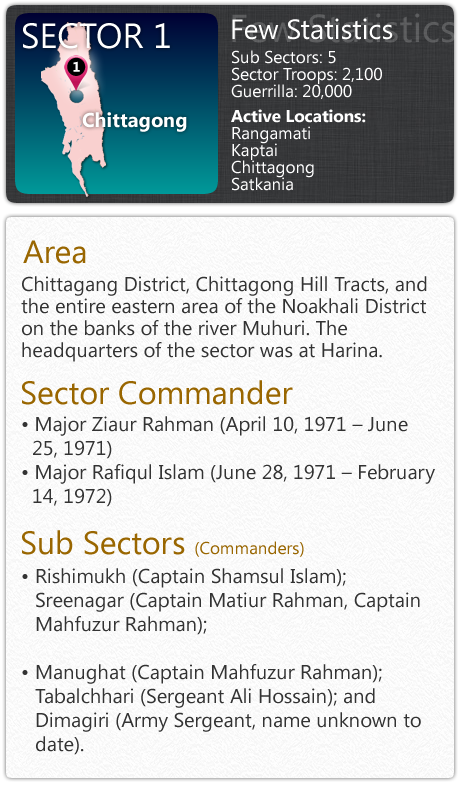 SECTOR 1
1
Chittagong
Few Statistics
Few Statistics
Sub Sectors: 5
Sector Troops: 2,100
Guerrilla: 20,000
Active Locations:
Rangamati
Kaptai
Chittagong
Satkania
Area
Chittagang District, Chittagong Hill Tracts, and
the entire eastern area of the Noakhali District
on the banks of the river Muhuri. The
headquarters of the sector was at Harina.
Sector Commander
• Major Ziaur Rahman (April 10, 1971 – June
25, 1971)
• Major Rafiqul Islam (June 28, 1971 – February
14, 1972)
Sub Sectors (Commanders)
• Rishimukh (Captain Shamsul Islam);
Sreenagar (Captain Matiur Rahman, Captain
Mahfuzur Rahman);
• Manughat (Captain Mahfuzur Rahman);
Tabalchhari (Sergeant Ali Hossain); and
Dimagiri (Army Sergeant, name unknown to
date).